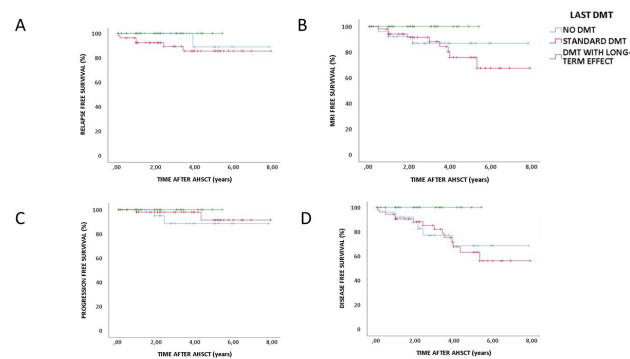 A
RELAPSE FREE SURVIVAL (%)
100
80
60
40
20
0
,00 2,00 4,00 6,00 8,00
TIME AFTER AHSCT (years)
B
MRI FREE SURVIVAL (%)
100
80
60
40
20
0
,00 2,00 4,00 6,00 8,00
TIME AFTER AHSCT (years)
LAST DMT
NO DMT
STANDARD DMT
DMT WITH LONG-
TERM EFFECT
C
PROGRESSION FREE SURVIVAL (%)
100
80
60
40
20
0
,00 2,00 4,00 6,00 8,00
TIME AFTER AHSCT (years)
D
DISEASE FREE SURVIVAL (%)
100
80
60
40
20
0
,00 2,00 4,00 6,00 8,00
TIME AFTER AHSCT (years)